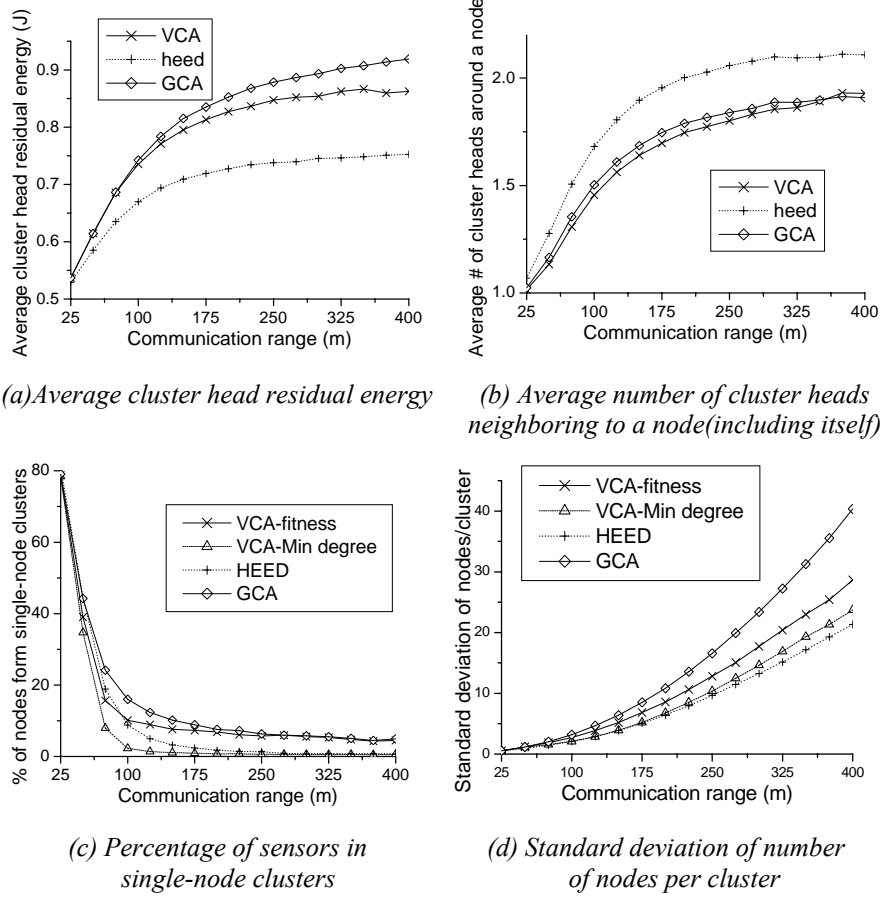 Average cluster head residual energy (J)
VCA
heed
GCA
0.9
0.8
0.7
0.6
0.5
25 100 175 250 325 400
Communication range (m)
(a)Average cluster head residual energy
Average # of cluster heads around a node
2.0
1.5
1.0
VCA
heed
GCA
25 100 175 250 325 400
Communication range (m)
(b) Average number of cluster heads
neighboring to a node(including itself)
% of nodes form single-node clusters
80
60
40
20
0
VCA-fitness
VCA-Min degree
HEED
GCA
25 100 175 250 325 400
Communication range (m)
(c) Percentage of sensors in
single-node clusters
Standard deviation of nodes/cluster
VCA-fitness
VCA-Min degree
HEED
GCA
40
30
20
10
0
25 100 175 250 325 400
Communication range (m)
(d) Standard deviation of number
of nodes per cluster